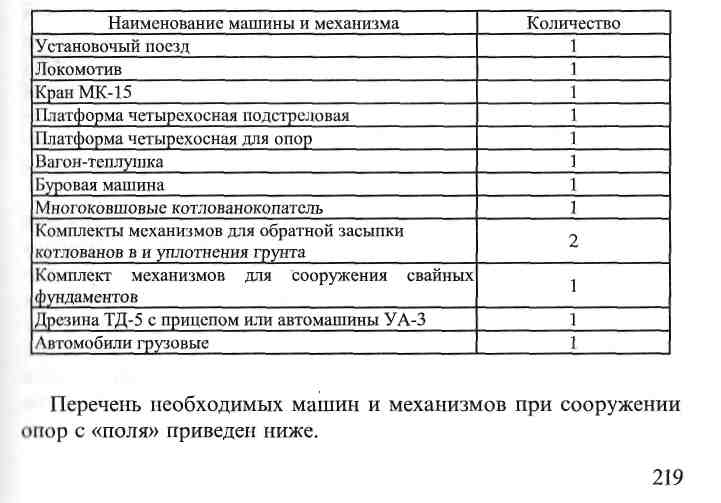 Наименование машины и механизма Количество
Установочый поезд 1
Локомотив 1
Кран МК-15 1
Платформа четырехосная подстреловая 1
Платформа четырехосная для опор 1
Вагон-теплушка 1
Буровая машина 1
Многоковшовые котлованокопатель 1
Комплекты механизмов для обратной засыпки
котлованов в и уплотнения грунта 2
Комплект механизмов для сооружения свайных
фундаментов 1
Дрезина ТД-5 с прицепом или автомашины УА-3 1
Автомобили грузовые 1
Перечень необходимых машин и механизмов при сооружении
опор с «поля» приведен ниже.
219